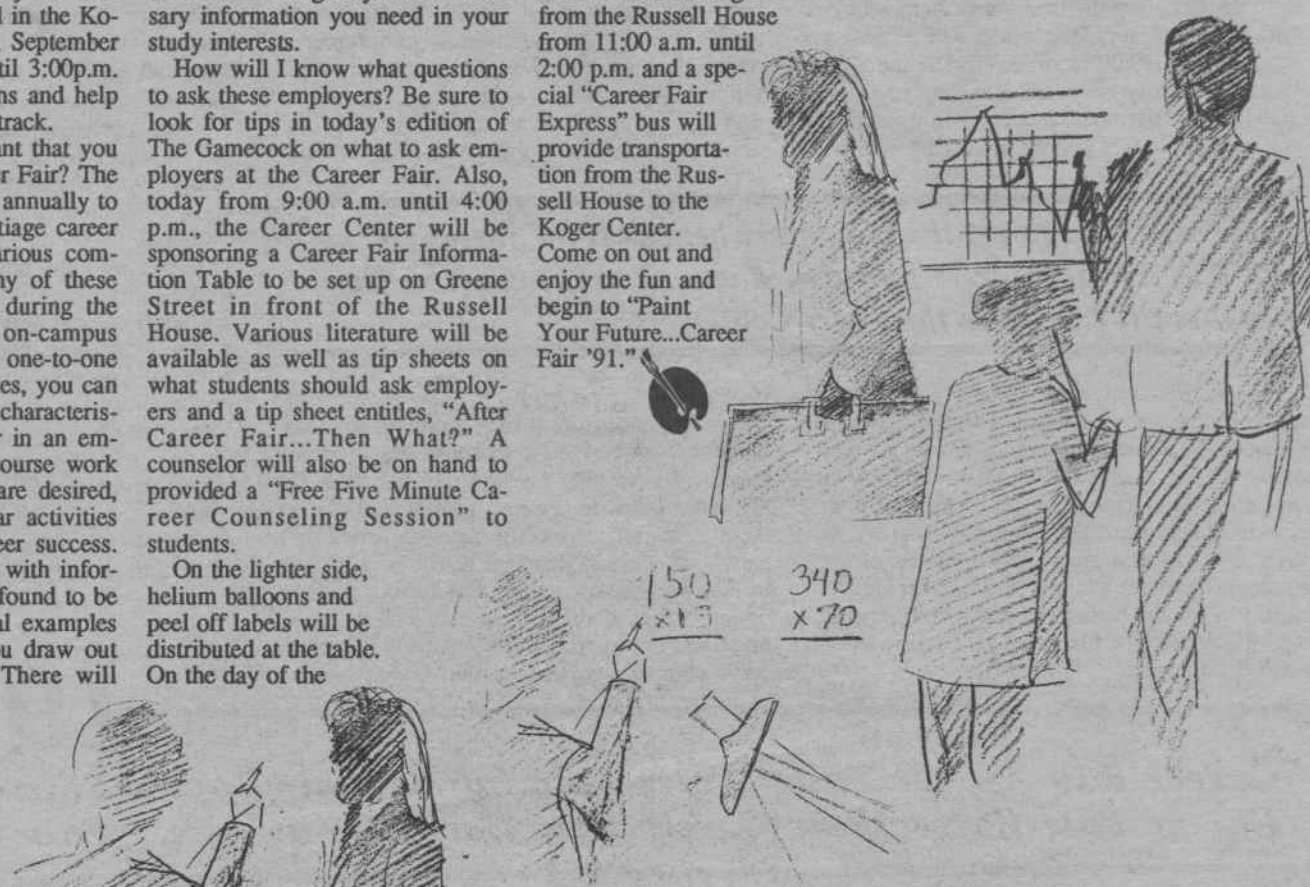 in the Ko-
September
til 3:00p.m.
ns and help
track.
nt that you
r Fair? The
annually to
tiage career
rious com-
ny of these
during the
on-campus
one-to-one
es, you can
characteris-
r in an em-
ourse work
are desired,
ar activities
eer success.
with infor-
found to be
al examples
u draw out
There will
sary information you need in your
study interests.
How will I know what questions
to ask these employers? Be sure to
look for tips in today's edition of
The Gamecock on what to ask em-
ployers at the Career Fair. Also,
today from 9:00 a.m. until 4:00
p.m., the Career Center will be
sponsoring a Career Fair Informa-
tion Table to be set up on Greene
Street in front of the Russell
House. Various literature will be
available as well as tip sheets on
what students should ask employ-
ers and a tip sheet entitles, "After
Career Fair...Then What?" A
counselor will also be on hand to
provided a "Free Five Minute Ca-
reer Counseling Session" to
students.
On the lighter side,
helium balloons and
peel off labels will be
distributed at the table.
On the day of the
from the Russell House
from 11:00 a.m. until
2:00 p.m. and a spe-
cial "Career Fair
Express" bus will
provide transporta-
tion from the Rus-
sell House to the
Koger Center.
Come on out and
enjoy the fun and
begin to "Paint
Your Future...Career
Fair '91."
150
340
x 70